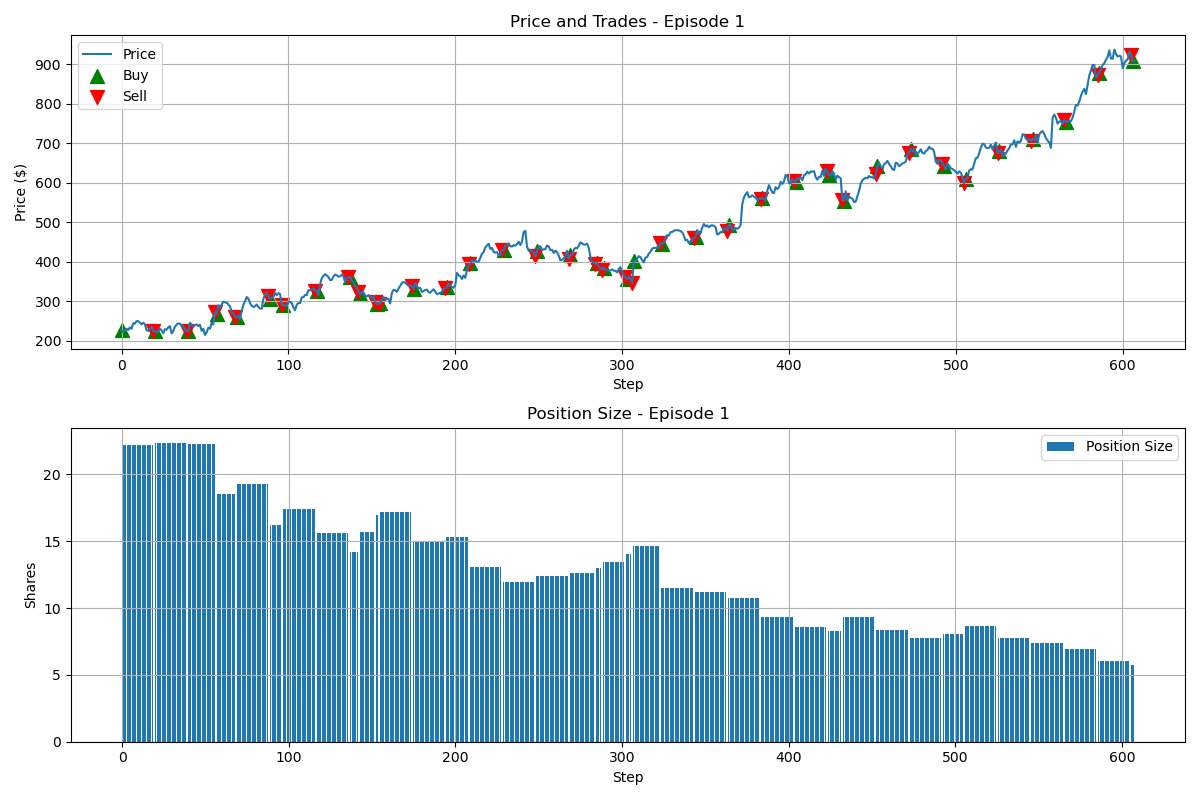 Price and Trades - Episode 1
Price ($)
900
800
700
600
500
400
300
200
Price
Buy
Sell
0 100 200 300 400 500 600
Step
Position Size - Episode 1
Shares
20
15
10
5
0
Position Size
0 100 200 300 400 500 600
Step